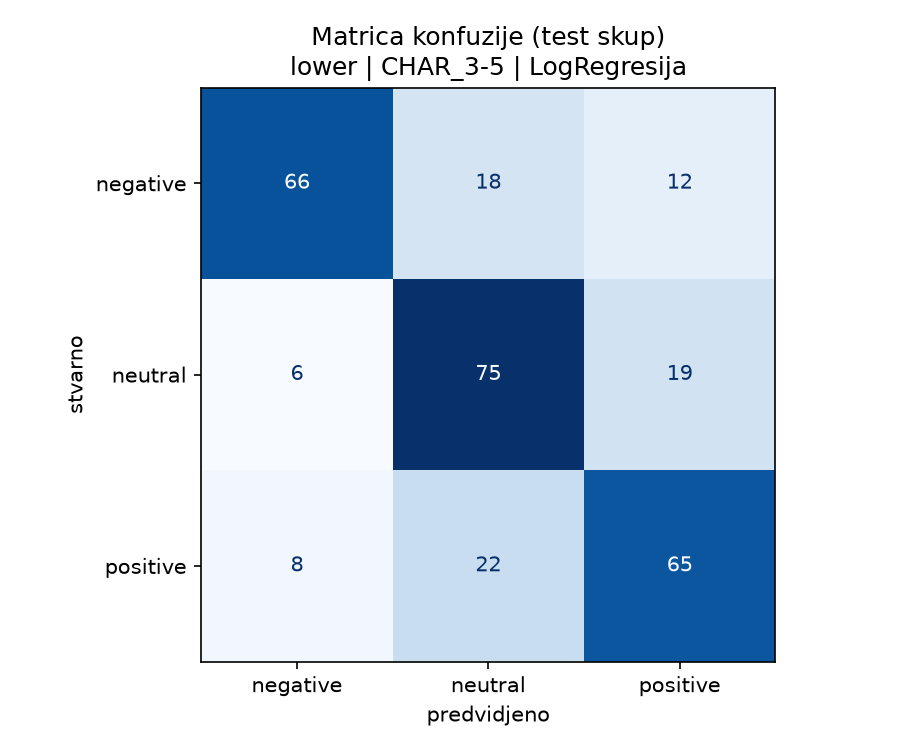 Matrica konfuzije (test skup)
lower | CHAR_3-5 | LogRegresija
negative 66 18 12
neutral 6 75 19
positive 8 22 65
stvarno
negative neutral positive
predvidjeno